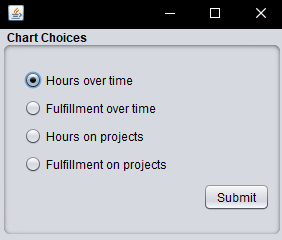 Chart Choices
Hours over time
Fulfillment over time
Hours on projects
Fulfillment on projects
Submit